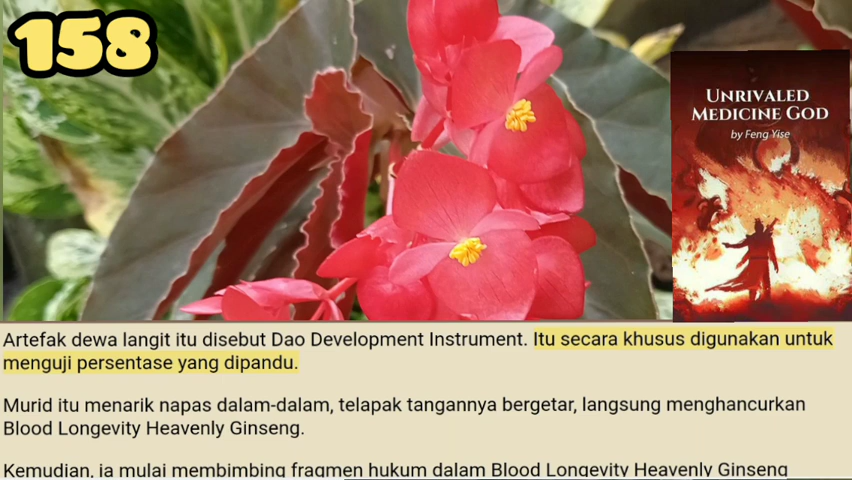 158
UNRIVALED
MEDICINE GOD
by Feng Yise
Artefak dewa langit itu disebut Dao Development Instrument. Itu secara khusus digunakan untuk
menguji persentase yang dipandu.
Murid itu menarik napas dalam-dalam, telapak tangannya bergetar, langsung menghancurkan
Blood Longevity Heavenly Ginseng.
Kemudian, ia mulai membimbing fragmen hukum dalam Blood Longevity Heavenly Ginseng